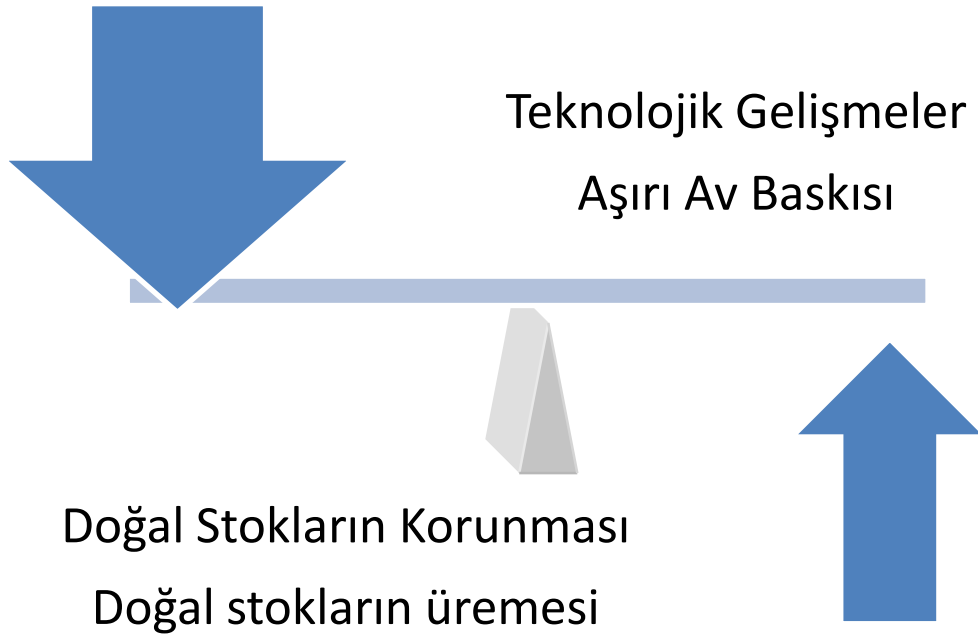 Teknolojik Gelişmeler
Aşırı Av Baskısı
Doğal Stokların Korunması
Doğal stokların üremesi